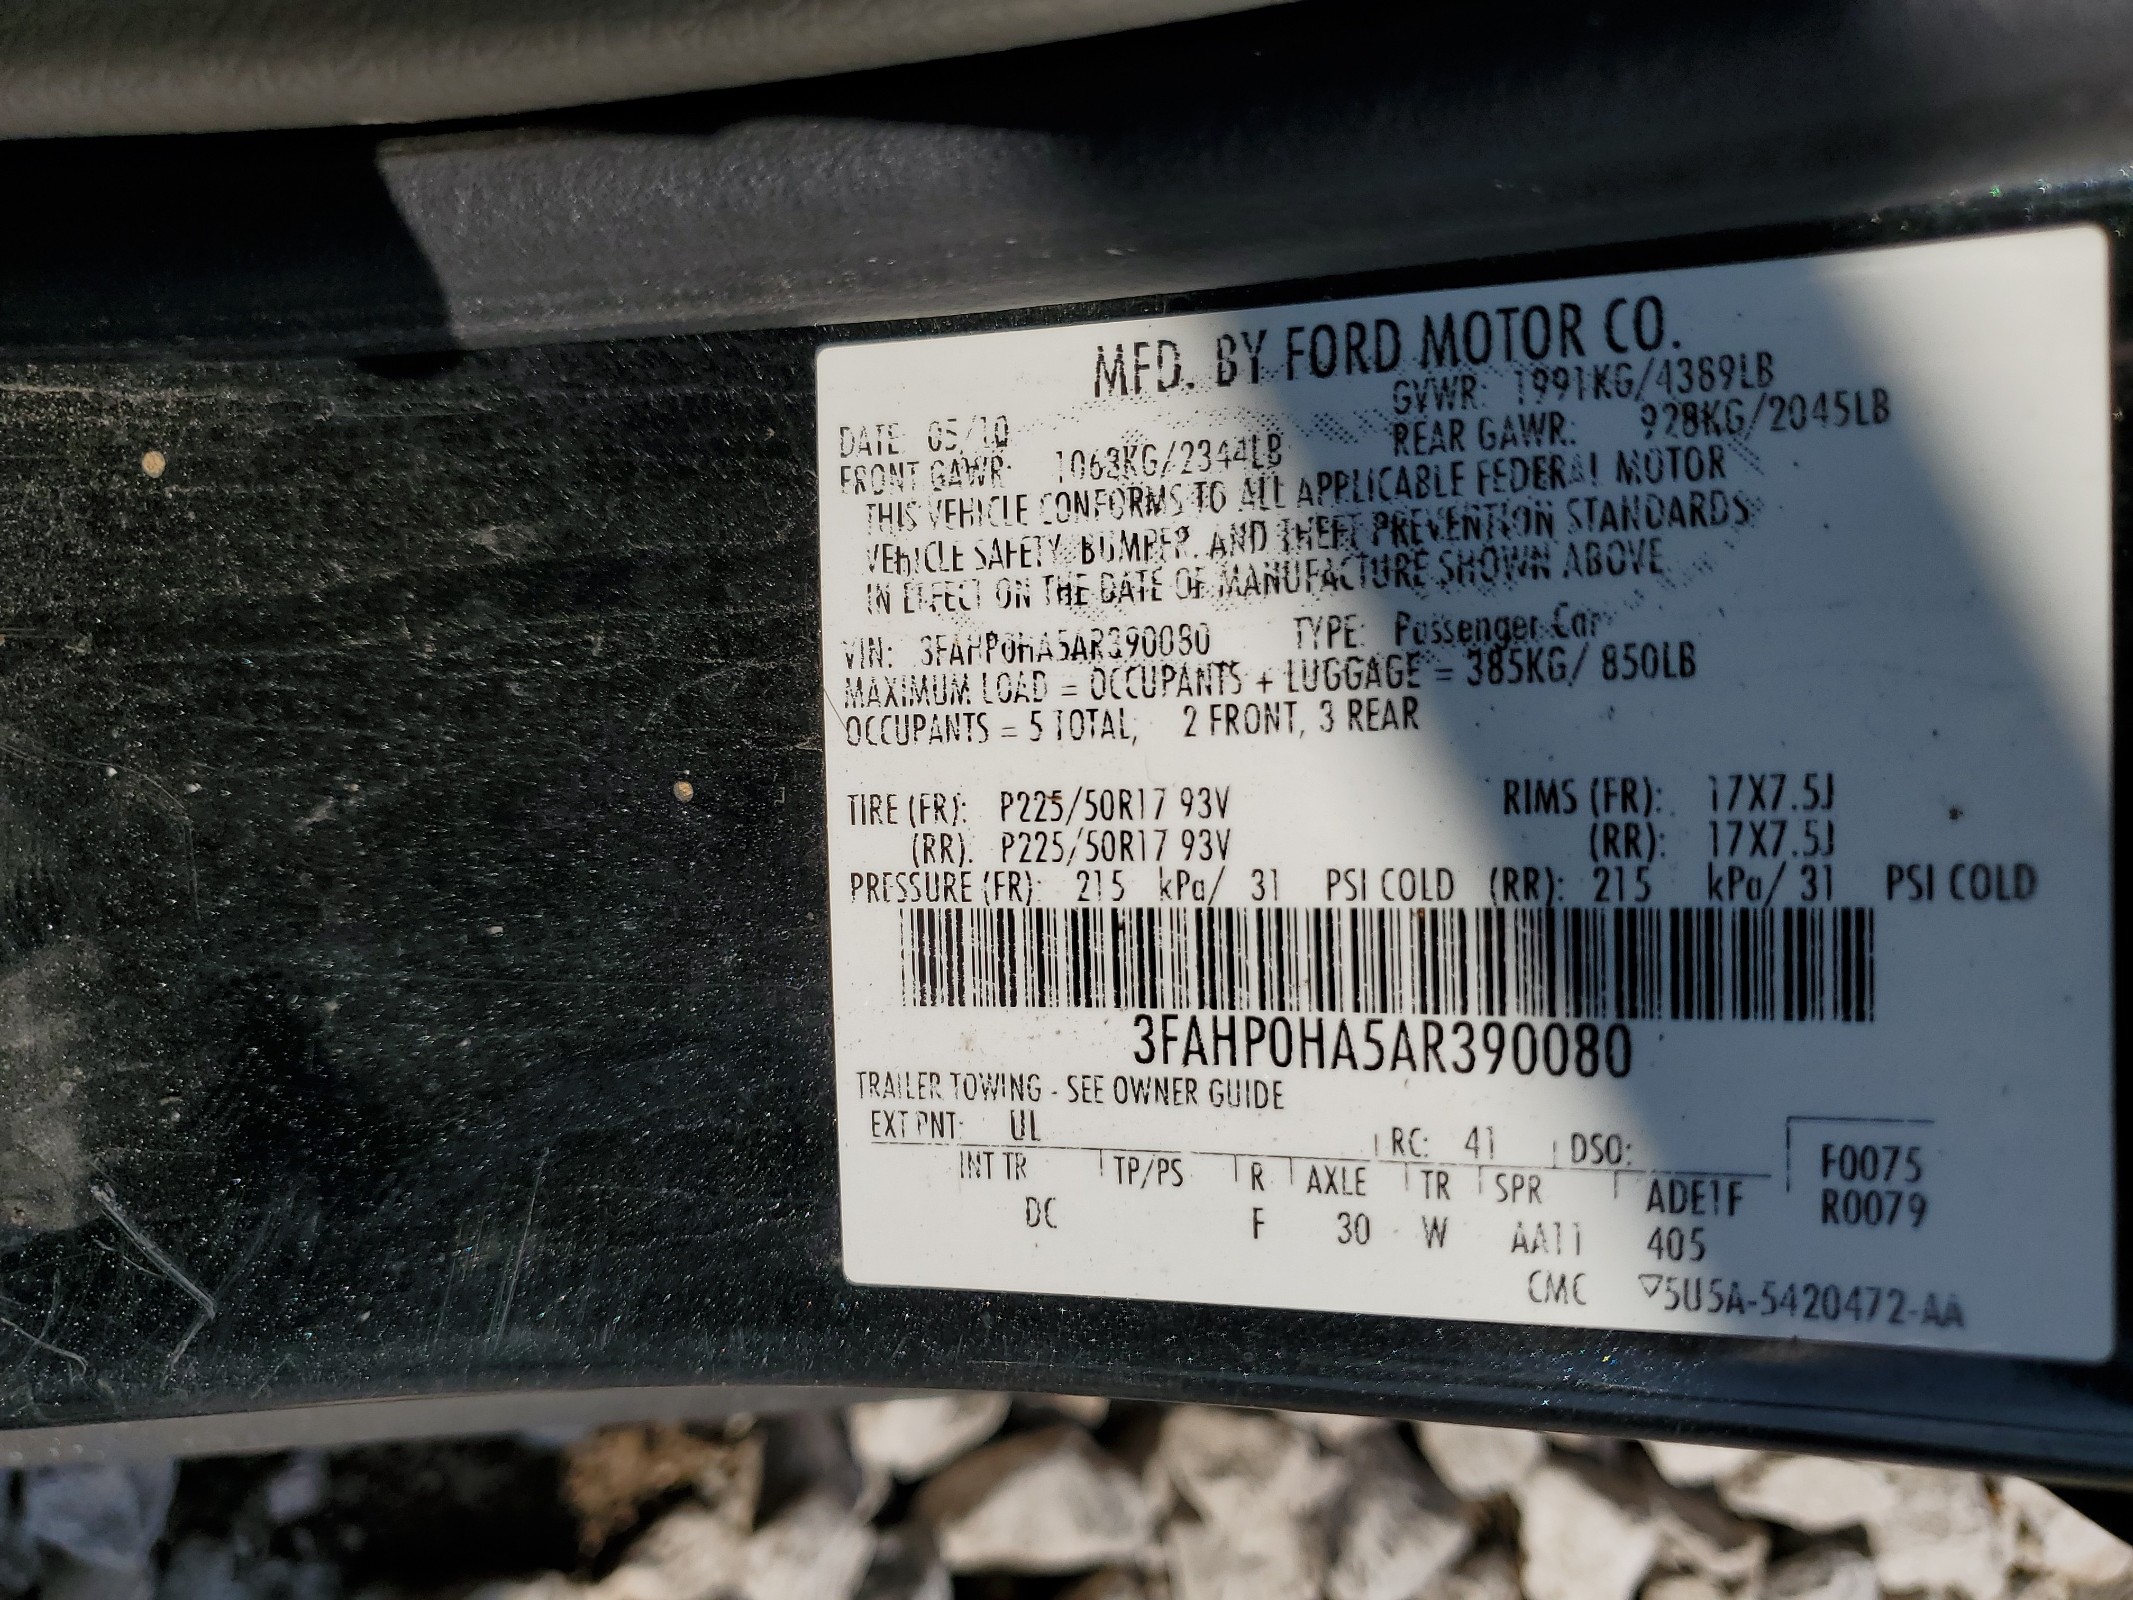 MFD. BY FORD MOTOR CO.
DATE: 05/10 GVWR: 1991KG/4389LB
FRONT GAWR: 1063KG/2344LB REAR GAWR: 928KG/2045LB
THIS VEHICLE CONFORMS TO ALL APPLICABLE FEDERAL MOTOR
VEHICLE SAFETY, BUMPER, AND THEFT PREVENTION STANDARDS
IN EFFECT ON THE DATE OF MANUFACTURE SHOWN ABOVE
VIN: 3FAHP0HA5AR390080 TYPE: Passenger Car
MAXIMUM LOAD = OCCUPANTS + LUGGAGE = 385KG/ 850LB
OCCUPANTS = 5 TOTAL, 2 FRONT, 3 REAR
TIRE (FR): P225/50R17 93V RIMS (FR): 17X7.5J
(RR): P225/50R17 93V (RR): 17X7.5J
PRESSURE (FR): 215 kPa/ 31 PSI COLD (RR): 215 kPa/ 31 PSI COLD
3FAHP0HA5AR390080
TRAILER TOWING - SEE OWNER GUIDE
EXT PNT: UL RC: 41 DSO: F0075
INT TR TP/PS R AXLE TR SPR ADE1F R0079
DC F 30 W AA11 405
CMC ▽5U5A-5420472-AA